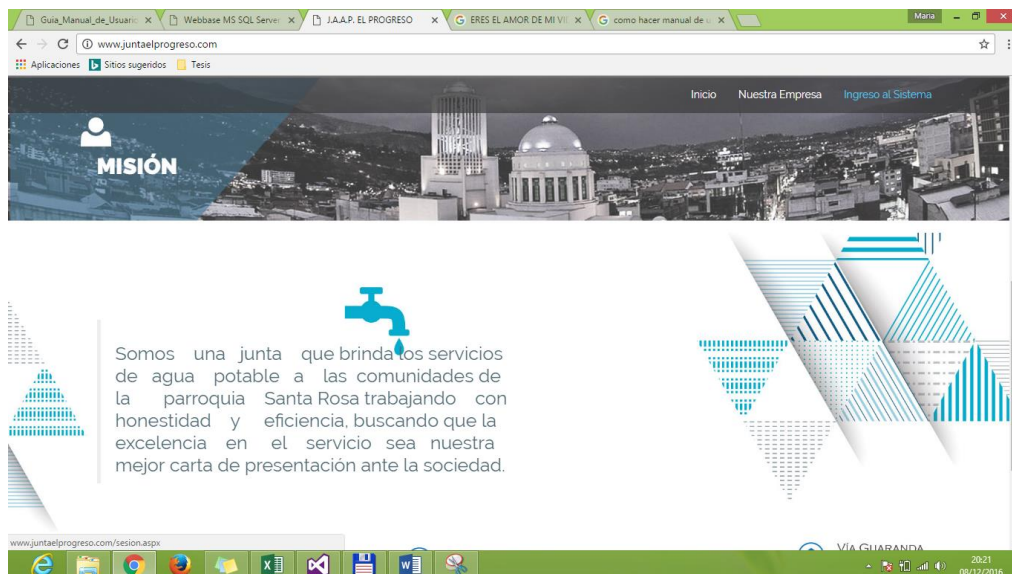 Guia_Manual_de_Usuario
Webbase MS SQL Server
J.A.A.P. EL PROGRESO
ERES EL AMOR DE MI VI
como hacer manual de u
Maria
www.juntaelprogreso.com
Aplicaciones
Sitios sugeridos
Tesis
Inicio
Nuestra Empresa
Ingreso al Sistema
MISIÓN
Somos una junta que brinda los servicios
de agua potable a las comunidades de
la parroquia Santa Rosa trabajando con
honestidad y eficiencia, buscando que la
excelencia en el servicio sea nuestra
mejor carta de presentación ante la sociedad.
www.juntaelprogreso.com/sesion.aspx
VÍA GUARANDA
20:21
08/12/2016